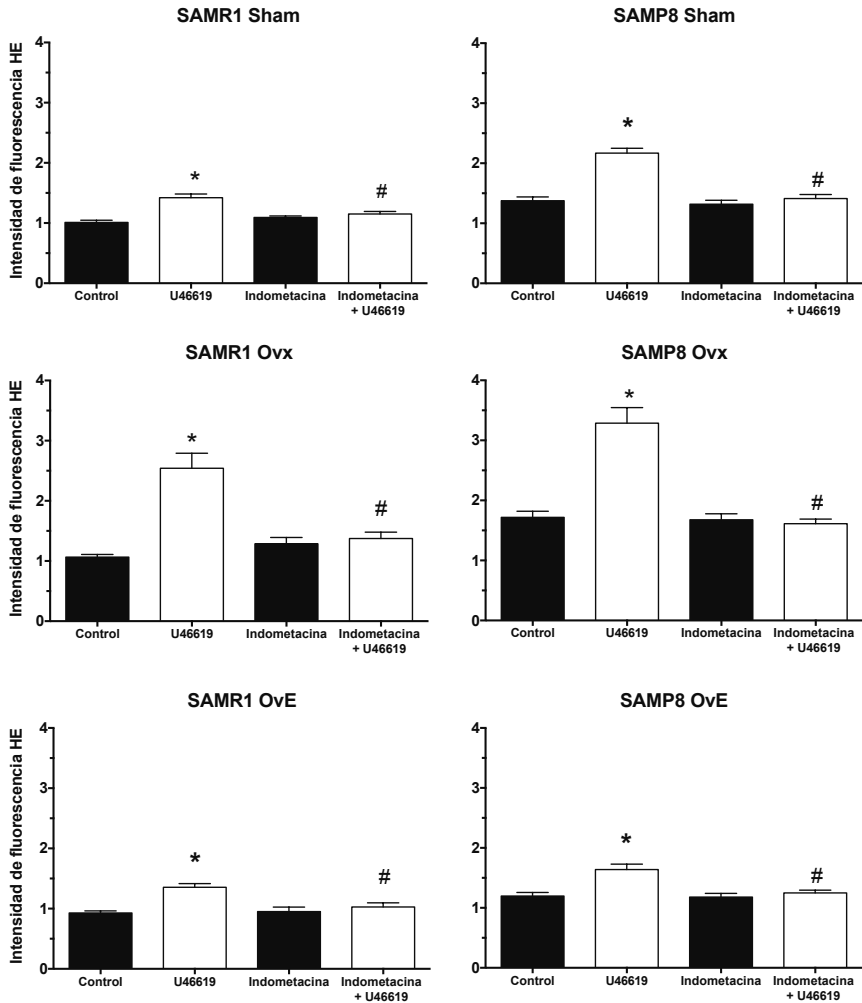 SAMR1 Sham
Intensidad de fluorescencia HE
4
3
2
1
0
*
#
Control
U46619
Indometacina
Indometacina
+ U46619
SAMP8 Sham
4
3
2
1
0
*
#
Control
U46619
Indometacina
Indometacina
+ U46619
SAMR1 Ovx
Intensidad de fluorescencia HE
4
3
2
1
0
*
#
Control
U46619
Indometacina
Indometacina
+ U46619
SAMP8 Ovx
4
3
2
1
0
*
#
Control
U46619
Indometacina
Indometacina
+ U46619
SAMR1 OvE
Intensidad de fluorescencia HE
4
3
2
1
0
*
#
Control
U46619
Indometacina
Indometacina
+ U46619
SAMP8 OvE
4
3
2
1
0
*
#
Control
U46619
Indometacina
Indometacina
+ U46619